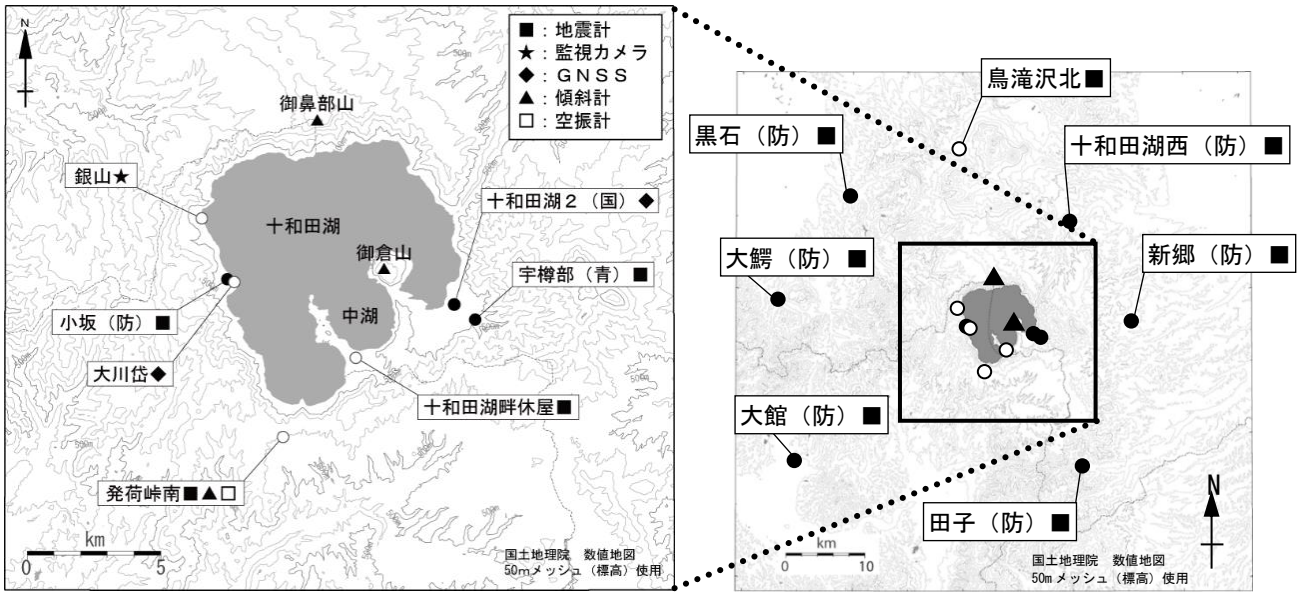 N
■：地震計
★：監視カメラ
◆：ＧＮＳＳ
▲：傾斜計
□：空振計
御鼻部山
銀山★
十和田湖
十和田湖２（国）◆
御倉山
宇樽部（青）■
中湖
小坂（防）■
大川岱◆
十和田湖畔休屋■
発荷峠南■▲□
km
0 5
国土地理院 数値地図
50mメッシュ（標高）使用
500m
500m
500m
500m
500m
鳥滝沢北■
黒石（防）■
十和田湖西（防）■
大鰐（防）■
新郷（防）■
大館（防）■
田子（防）■
N
km
0 10
国土地理院 数値地図
50mメッシュ（標高）使用